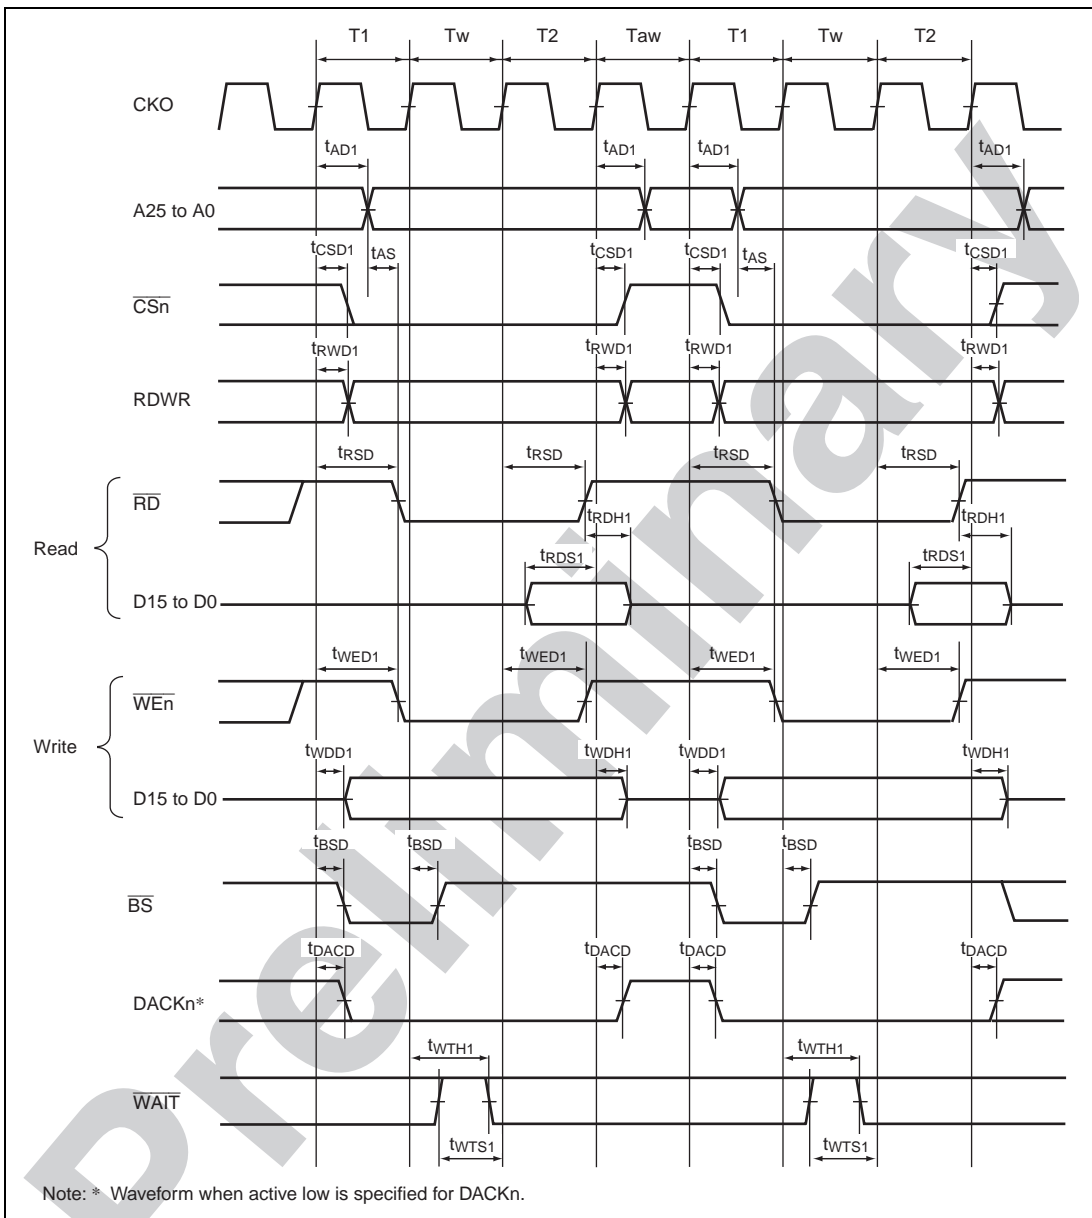 T1 Tw T2 Taw T1 Tw T2
CKO
tAD1 tAD1 tAD1 tAD1
A25 to A0
tCSD1 tAS tCSD1 tCSD1 tAS tCSD1
CSn
tRWD1 tRWD1 tRWD1 tRWD1
RDWR
tRSD tRSD tRSD tRSD
RD
tRDH1 tRDH1
Read
tRDS1 tRDS1
D15 to D0
tWED1 tWED1 tWED1 tWED1
WEn
Write
tWDD1 tWDH1 tWDD1 tWDH1
D15 to D0
tBSD tBSD tBSD tBSD
BS
tDACD tDACD tDACD tDACD
DACKn*
tWTH1 tWTH1
WAIT
tWTS1 tWTS1
Note: * Waveform when active low is specified for DACKn.
Preliminary